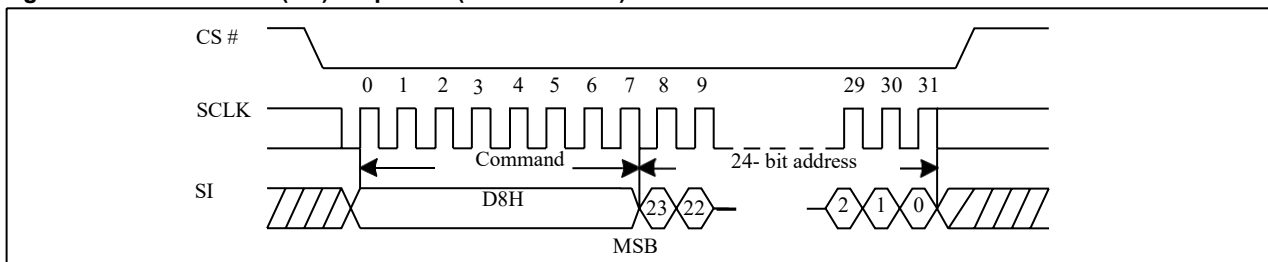 CS #
0 1 2 3 4 5 6 7 8 9 29 30 31
SCLK
Command 24- bit address
SI
D8H 23 22 2 1 0
MSB